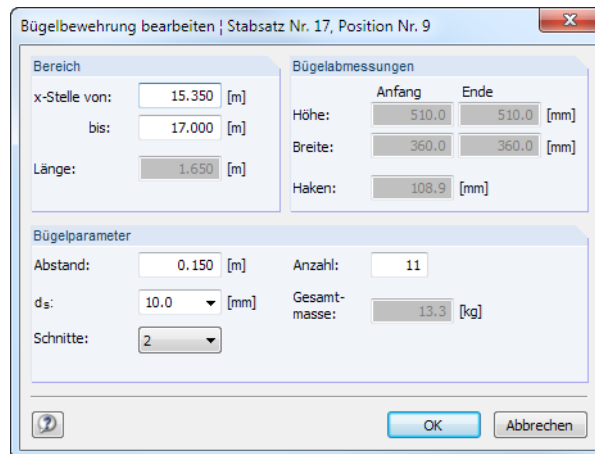 Bügelbewehrung bearbeiten ¦ Stabsatz Nr. 17, Position Nr. 9
Bereich
x-Stelle von: 15.350 [m]
bis: 17.000 [m]
Länge: 1.650 [m]
Bügelabmessungen
Anfang Ende
Höhe: 510.0 510.0 [mm]
Breite: 360.0 360.0 [mm]
Haken: 108.9 [mm]
Bügelparameter
Abstand: 0.150 [m] Anzahl: 11
ds: 10.0 [mm] Gesamt-
masse: 13.3 [kg]
Schnitte: 2
OK Abbrechen